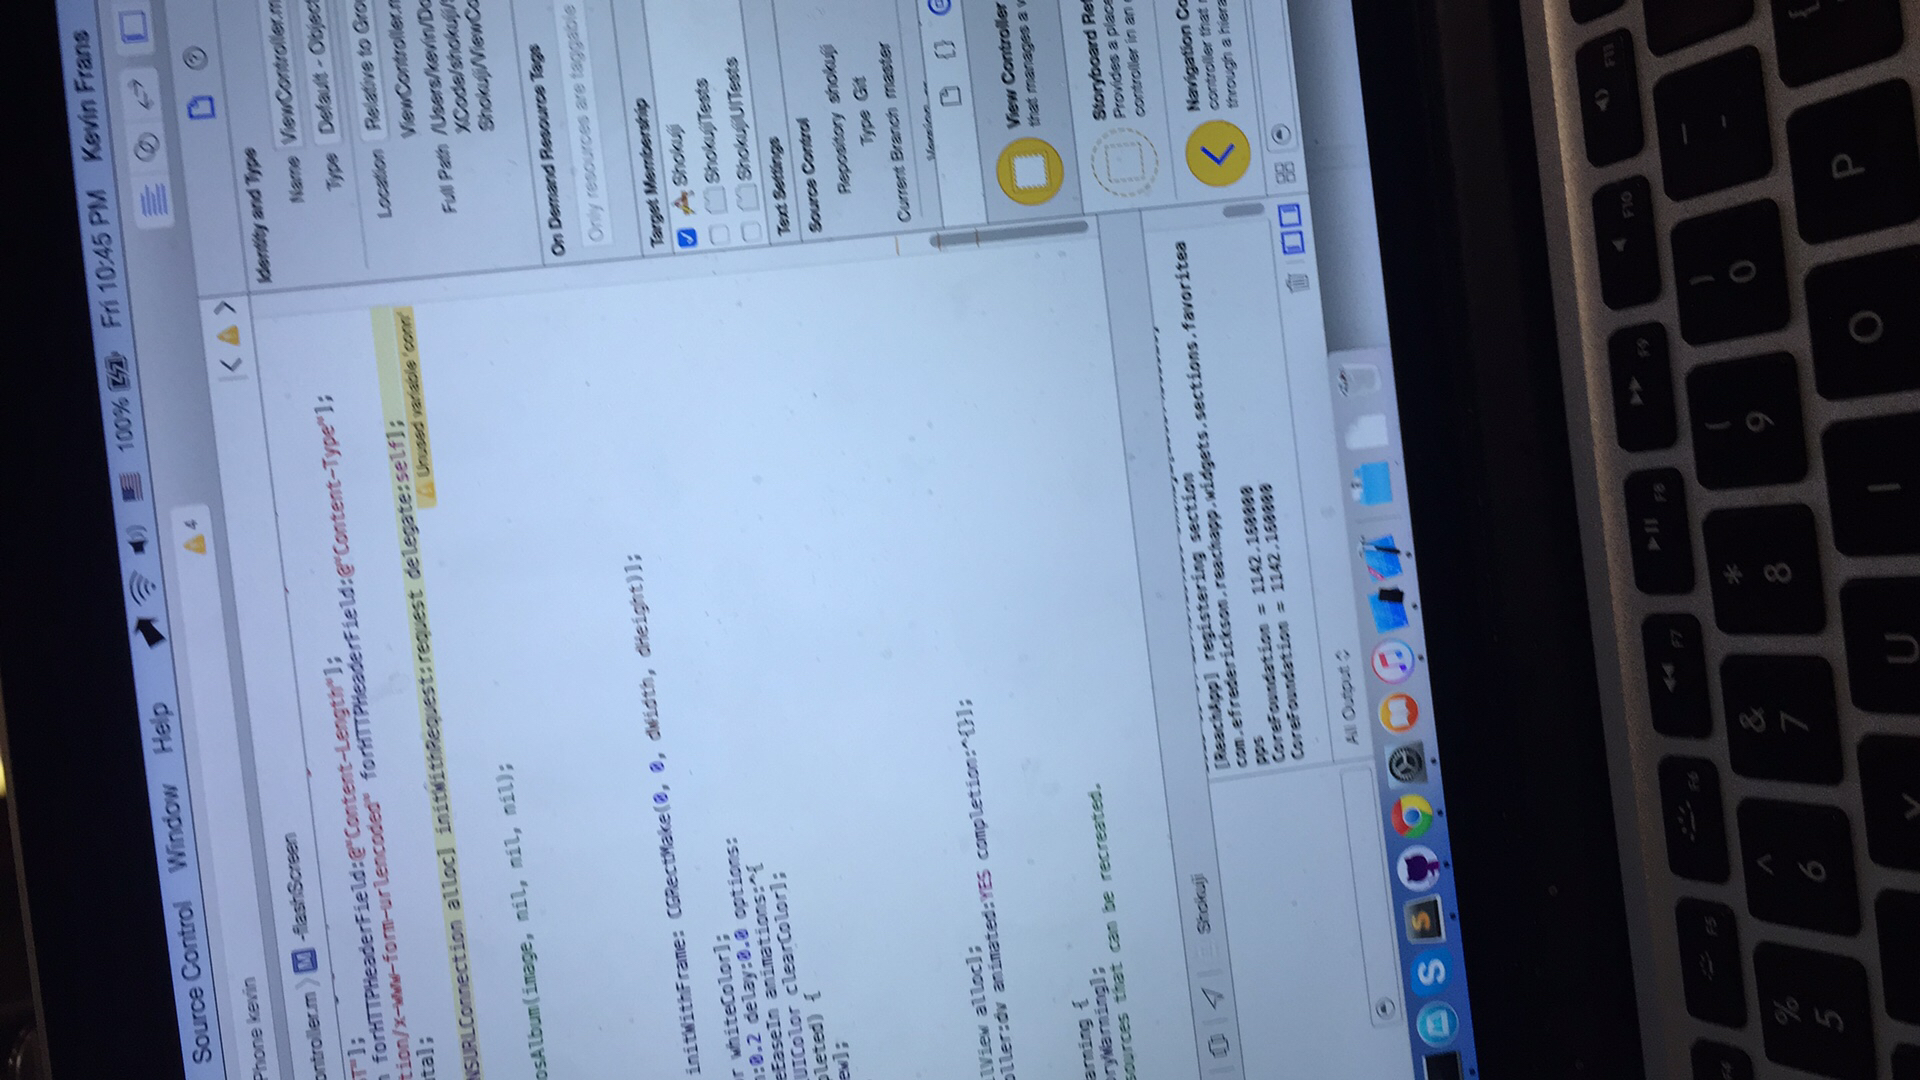 Source Control Window Help 100% Fri 10:45 PM Kevin Frans
4
Phone kevin
ontroller.m M -flashScreen
T"];
forHTTPHeaderField:@"Content-Length"];
tion/x-www-form-urlencoded" forHTTPHeaderField:@"Content-Type"];
ata];
NSURLConnection alloc] initWithRequest:request delegate:self];
Unused variable 'conn'
osAlbum(image, nil, nil, nil);
initWithFrame: CGRectMake(0, 0, dWidth, dHeight)];
r whiteColor];
n:0.2 delay:0.0 options:
eEaseIn animations:^{
UIColor clearColor];
pleted) {
ew];
llView alloc];
oller:dv animated:YES completion:^{}];
arning {
oryWarning];
sources that can be recreated.
Shokuji
[ReachApp] registering section
com.efrederickson.reachapp.widgets.sections.favoritea
pps
CoreFoundation = 1142.160000
CoreFoundation = 1142.160000
All Output
Identity and Type
Name ViewController.m
Type Default - Object
Location Relative to Gro
ViewController.m
Full Path /Users/kevin/Do
XCode/shokuji/
Shokuji/ViewCo
On Demand Resource Tags
Only resources are taggable
Target Membership
Shokuji
ShokujiTests
ShokujiUITests
Text Settings
Source Control
Repository shokuji
Type Git
Current Branch master
Version --
{}
View Controller
that manages a v
Storyboard Ref
Provides a place
controller in an
Navigation Co
controller that
through a hiera
S S
F4 F5 F6 F7 F8 F9 F10 F11
% ^ & * ( ) _
5 6 7 8 9 0 -
Y U I O P {